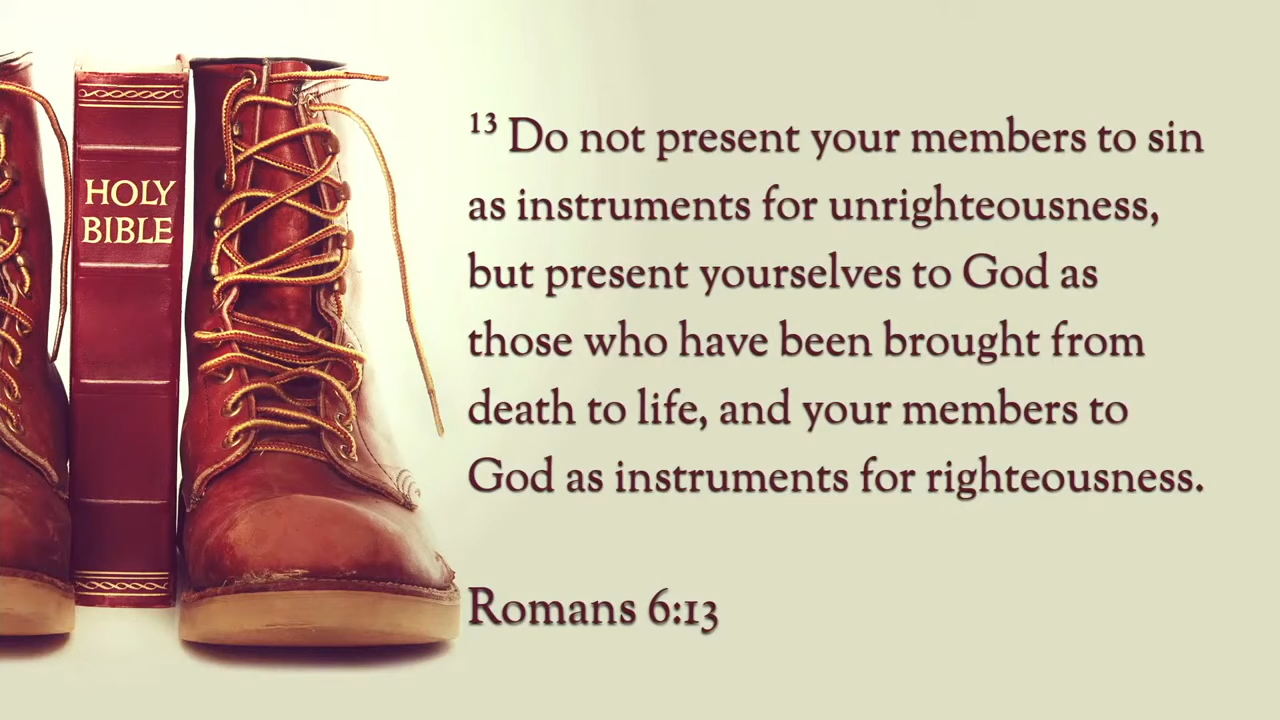 HOLY
BIBLE
13 Do not present your members to sin
as instruments for unrighteousness,
but present yourselves to God as
those who have been brought from
death to life, and your members to
God as instruments for righteousness.
Romans 6:13